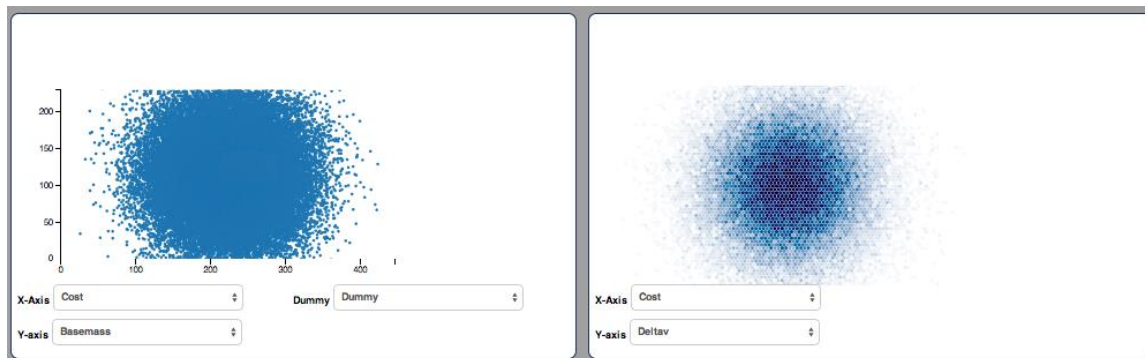 200
150
100
50
0
0 100 200 300 400
X-Axis Cost Dummy Dummy
Y-axis Basemass
X-Axis Cost
Y-axis Deltav